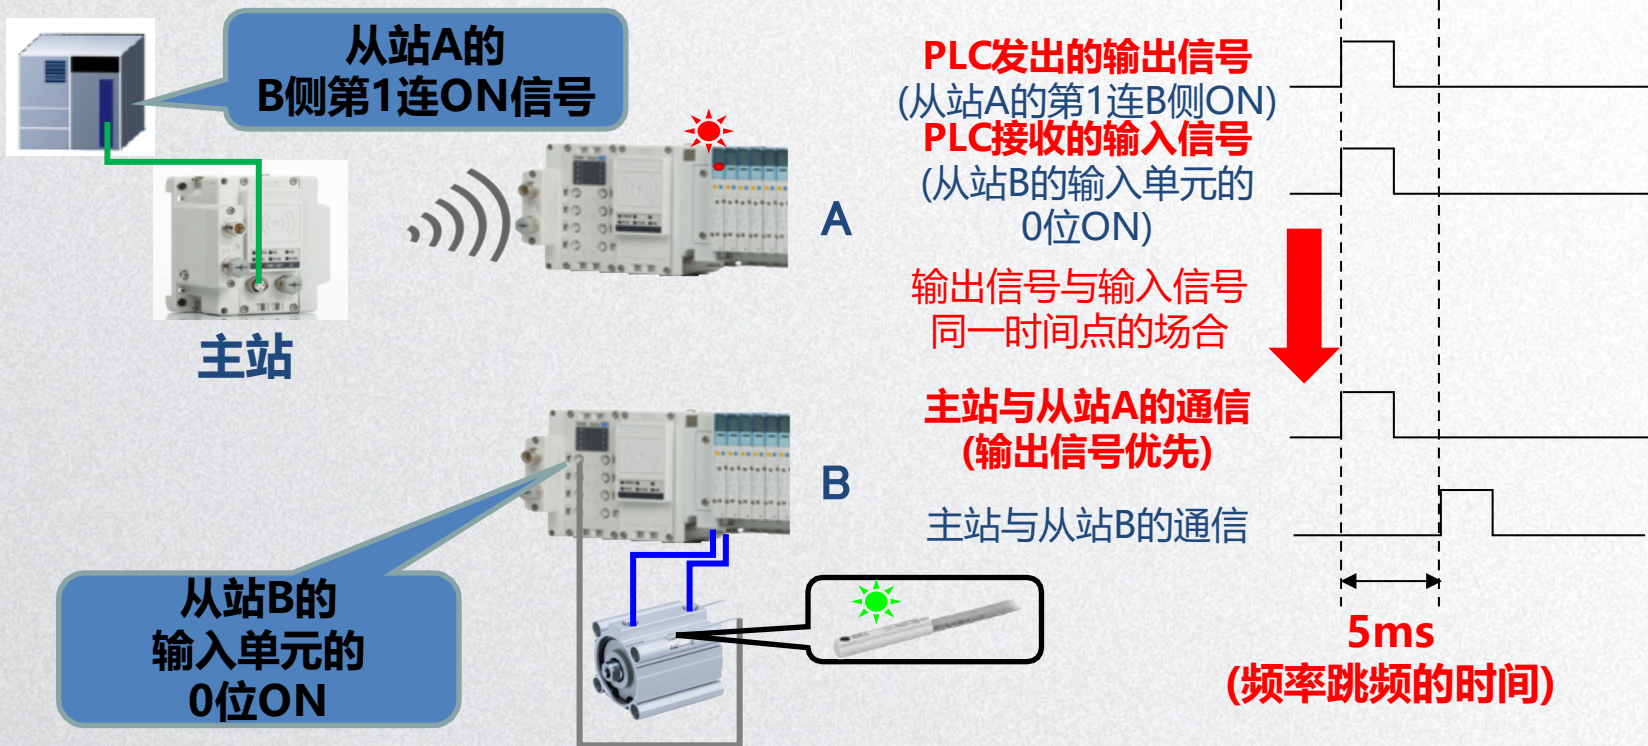 从站A的
B侧第1连ON信号
主站
A
B
从站B的
输入单元的
0位ON
PLC发出的输出信号
(从站A的第1连B侧ON)
PLC接收的输入信号
(从站B的输入单元的
0位ON)
输出信号与输入信号
同一时间点的场合
主站与从站A的通信
(输出信号优先)
主站与从站B的通信
5ms
(频率跳频的时间)